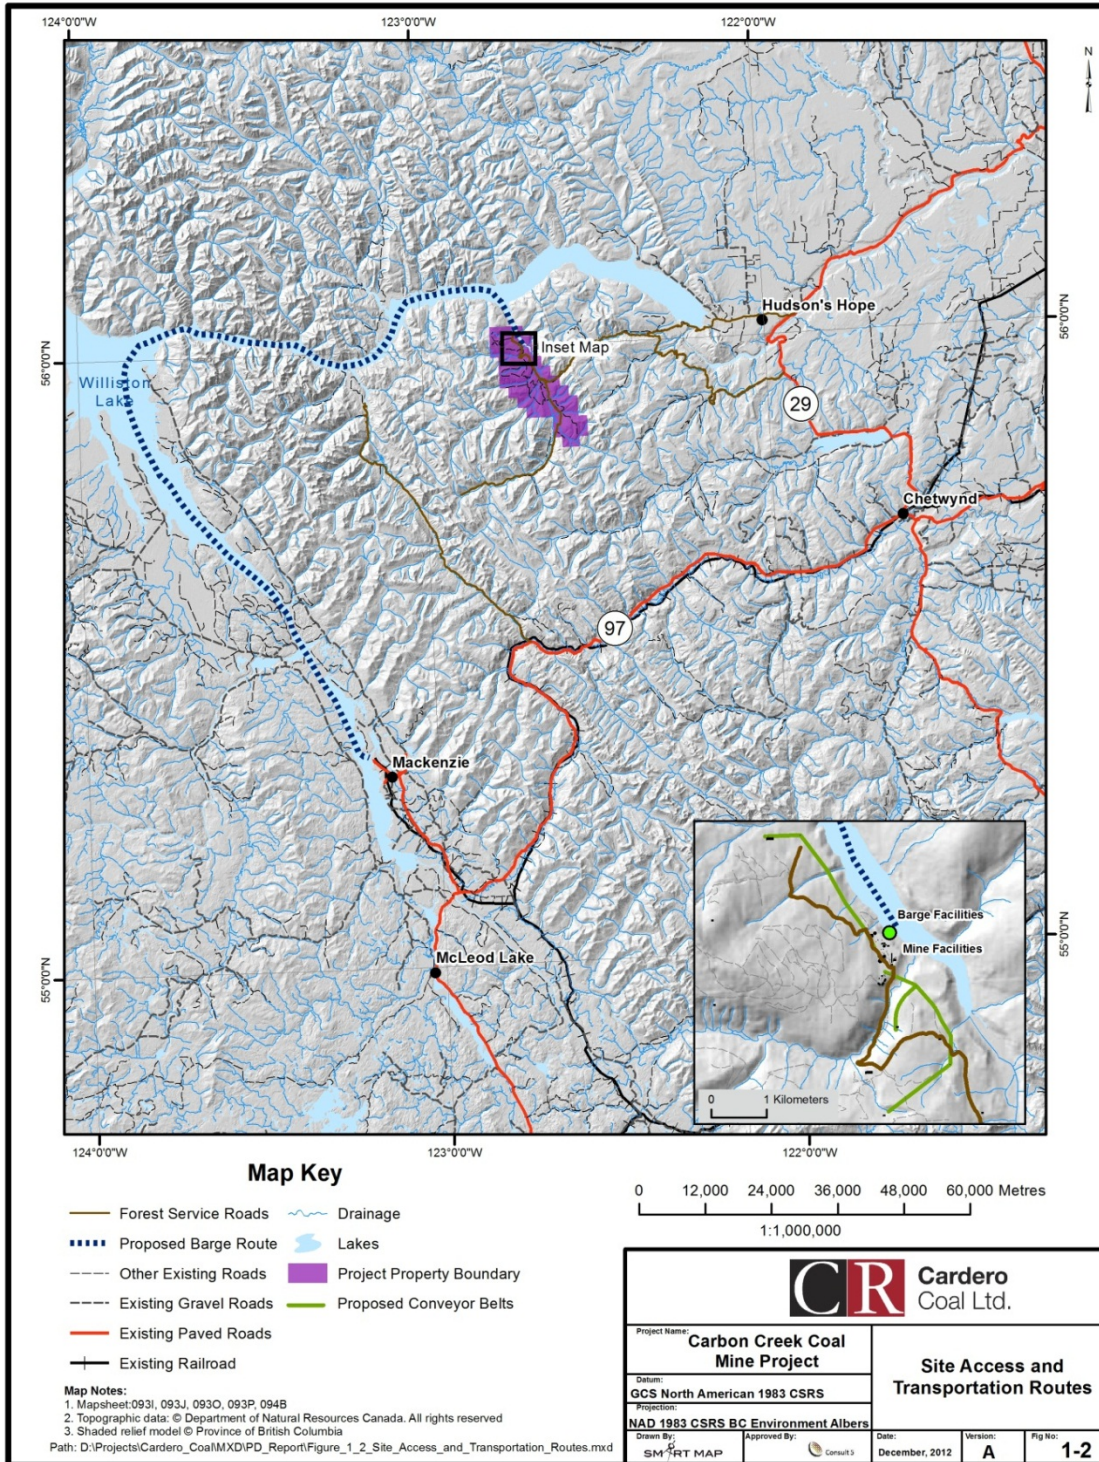 124°0'0"W
123°0'0"W
122°0'0"W
N
56°0'0"N
56°0'0"N
Hudson's Hope
Inset Map
Williston
Lake
29
Chetwynd
97
Mackenzie
McLeod Lake
55°0'0"N
55°0'0"N
Barge Facilities
Mine Facilities
0 1 Kilometers
124°0'0"W
123°0'0"W
122°0'0"W
Map Key
Forest Service Roads
Proposed Barge Route
Other Existing Roads
Existing Gravel Roads
Existing Paved Roads
Existing Railroad
Drainage
Lakes
Project Property Boundary
Proposed Conveyor Belts
0 12,000 24,000 36,000 48,000 60,000 Metres
1:1,000,000
Map Notes:
1. Mapsheet:093I, 093J, 093O, 093P, 094B
2. Topographic data: © Department of Natural Resources Canada. All rights reserved
3. Shaded relief model © Province of British Columbia
Path: D:\Projects\Cardero_Coal\MXD\PD_Report\Figure_1_2_Site_Access_and_Transportation_Routes.mxd
CR Cardero
Coal Ltd.
Project Name:
Carbon Creek Coal
Mine Project
Datum:
GCS North American 1983 CSRS
Projection:
NAD 1983 CSRS BC Environment Albers
Site Access and
Transportation Routes
Drawn By:
SMART MAP
Approved By:
Consult 5
Date:
December, 2012
Version:
A
Fig No:
1-2